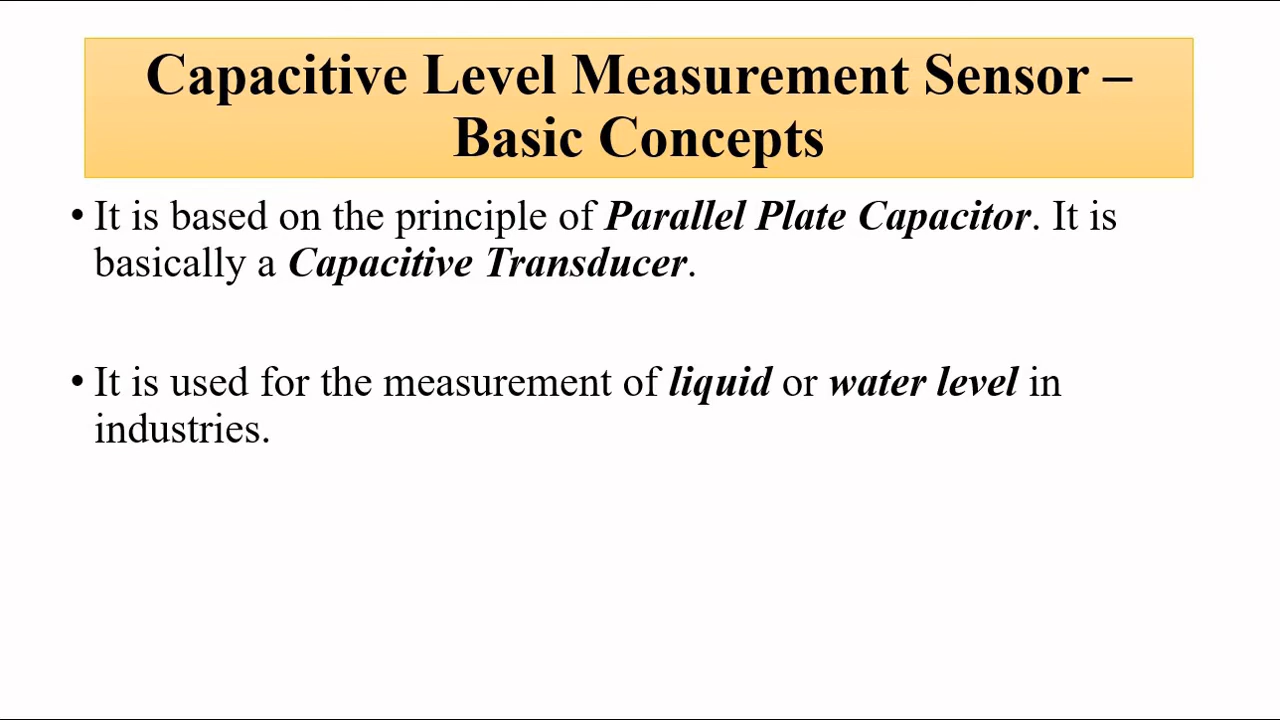 Capacitive Level Measurement Sensor –
Basic Concepts
• It is based on the principle of Parallel Plate Capacitor. It is
basically a Capacitive Transducer.
• It is used for the measurement of liquid or water level in
industries.